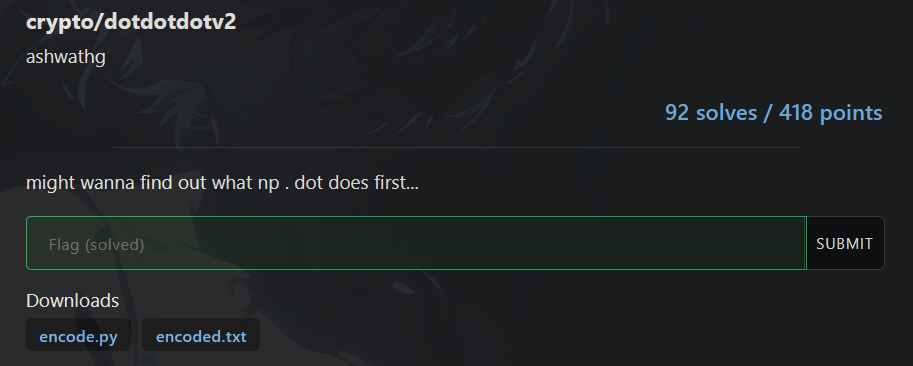 crypto/dotdotdotv2
ashwathg
92 solves / 418 points
might wanna find out what np . dot does first...
Flag (solved) SUBMIT
Downloads
encode.py encoded.txt